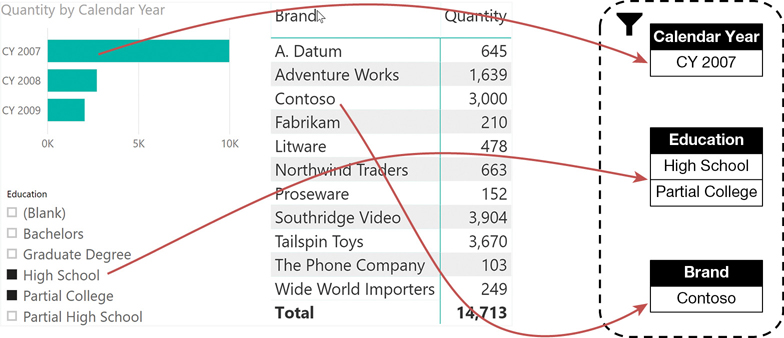 Quantity by Calendar Year
CY 2007
CY 2008
CY 2009
0K 5K 10K
Education
(Blank)
Bachelors
Graduate Degree
High School
Partial College
Partial High School
Brand Quantity
A. Datum 645
Adventure Works 1,639
Contoso 3,000
Fabrikam 210
Litware 478
Northwind Traders 663
Proseware 152
Southridge Video 3,904
Tailspin Toys 3,670
The Phone Company 103
Wide World Importers 249
Total 14,713
Calendar Year
CY 2007
Education
High School
Partial College
Brand
Contoso